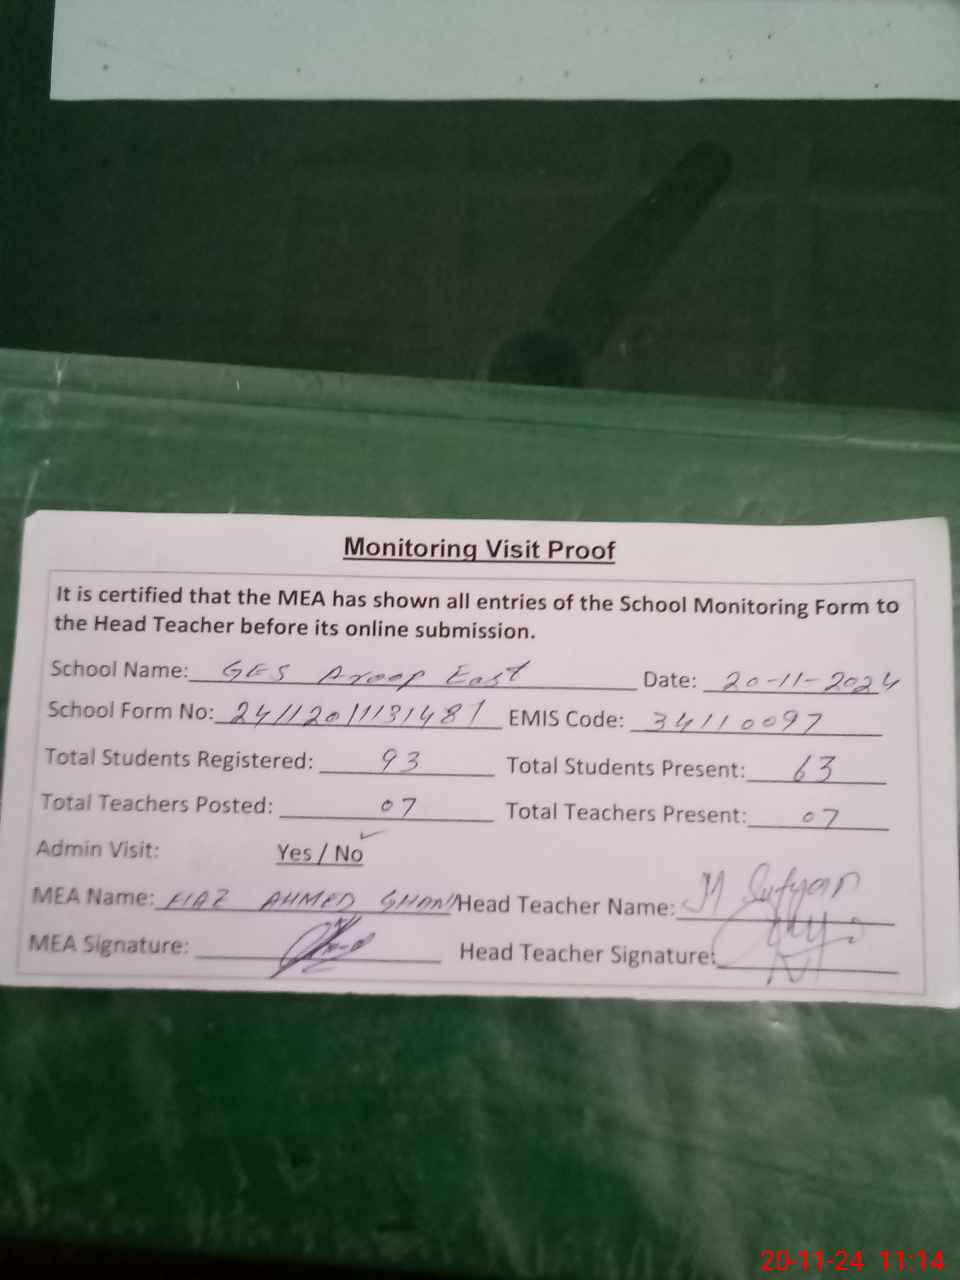 Monitoring Visit Proof
It is certified that the MEA has shown all entries of the School Monitoring Form to
the Head Teacher before its online submission.
School Name: GES Aroop East Date: 20-11-2024
School Form No: 24112011131487 EMIS Code: 34110097
Total Students Registered: 93 Total Students Present: 63
Total Teachers Posted: 07 Total Teachers Present: 07
Admin Visit: Yes / No
MEA Name: FIAZ AHMED GHANI Head Teacher Name: M Sufyan
MEA Signature: Head Teacher Signature:
20-11-24 11:14